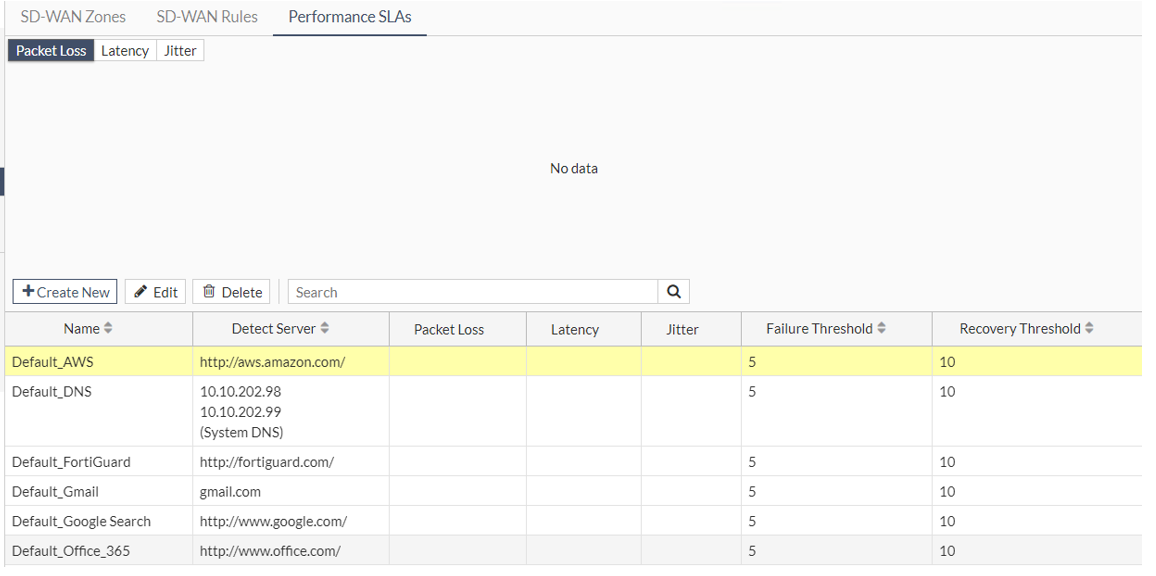 SD-WAN Zones SD-WAN Rules Performance SLAs
Packet Loss Latency Jitter
No data
Create New Edit Delete Search
Name Detect Server Packet Loss Latency Jitter Failure Threshold Recovery Threshold
Default_AWS http://aws.amazon.com/ 5 10
Default_DNS 10.10.202.98 5 10
10.10.202.99
(System DNS)
Default_FortiGuard http://fortiguard.com/ 5 10
Default_Gmail gmail.com 5 10
Default_Google Search http://www.google.com/ 5 10
Default_Office_365 http://www.office.com/ 5 10